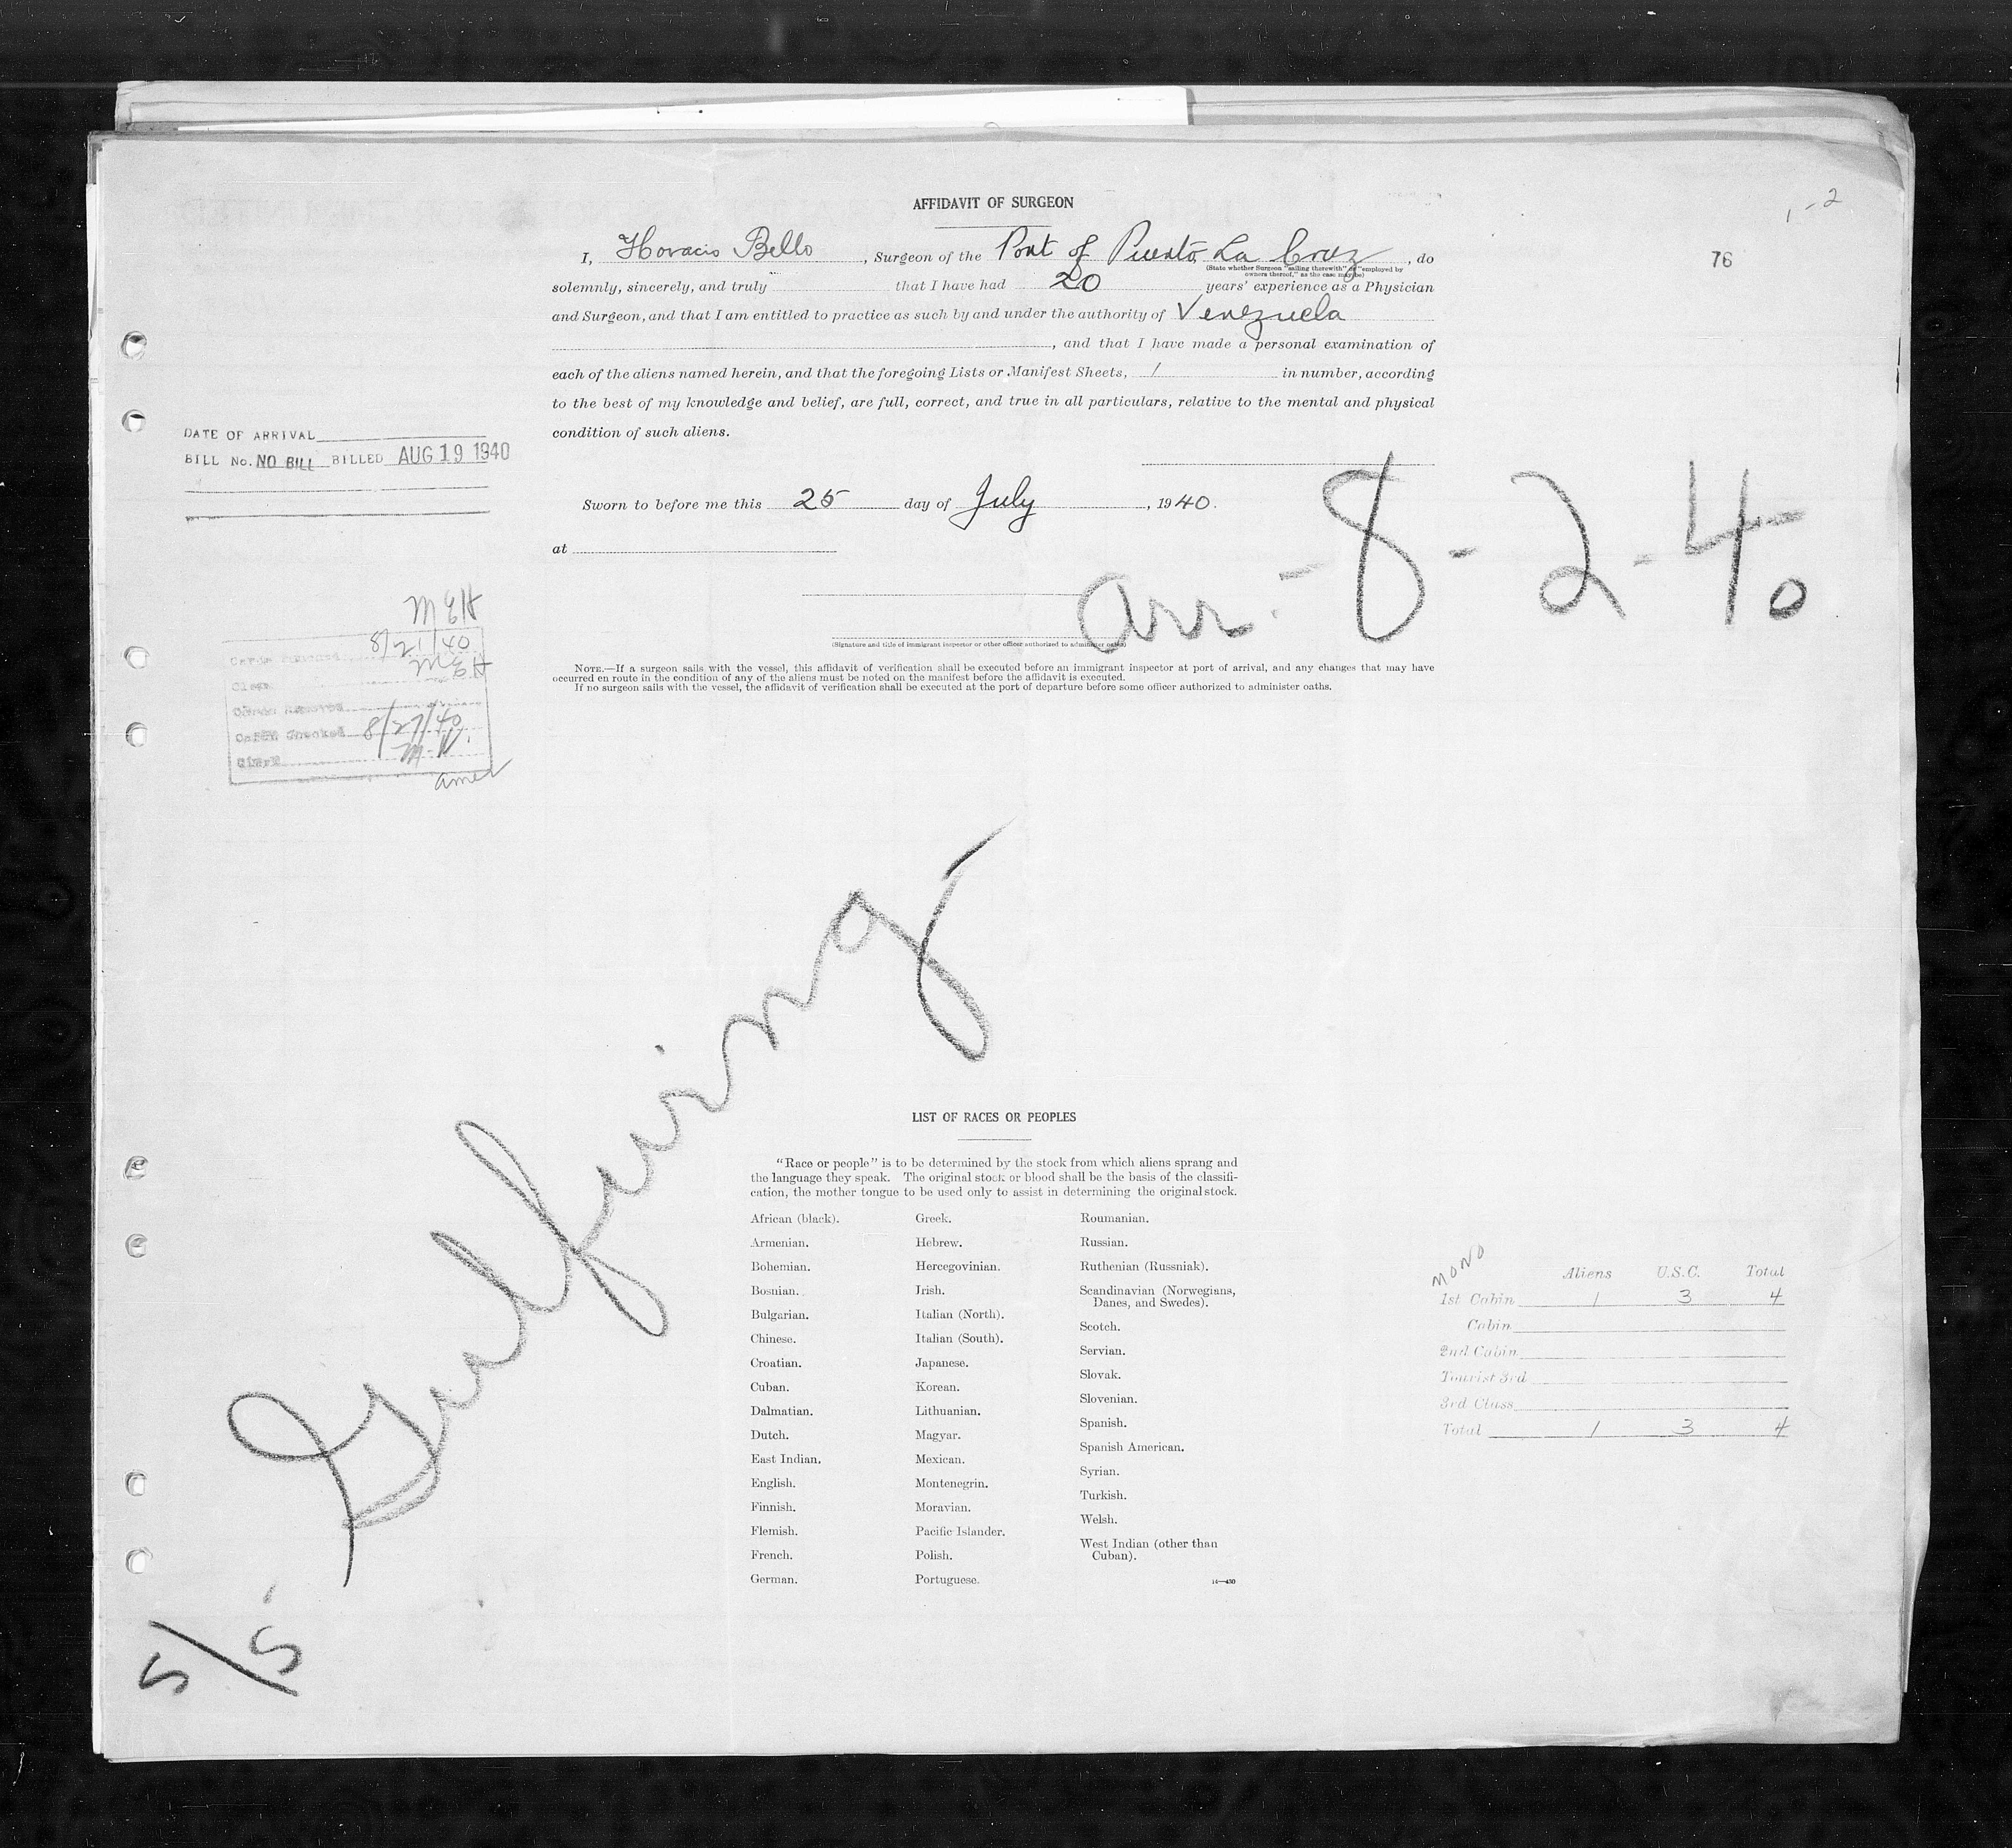 AFFIDAVIT OF SURGEON
1-2
76
I, Horacio Bello, Surgeon of the Port of Puerto La Cruz, do
(State whether Surgeon "sailing therewith" or "employed by
owners thereof," as the case may be)
solemnly, sincerely, and truly that I have had 20 years' experience as a Physician
and Surgeon, and that I am entitled to practice as such by and under the authority of Venezuela
, and that I have made a personal examination of
each of the aliens named herein, and that the foregoing Lists or Manifest Sheets, 1 in number, according
to the best of my knowledge and belief, are full, correct, and true in all particulars, relative to the mental and physical
condition of such aliens.
DATE OF ARRIVAL
BILL No. NO BILL BILLED AUG 19 1940
Sworn to before me this 25 day of July, 1940.
at
arr. - 8-2-40
(Signature and title of immigrant inspector or other officer authorized to administer oaths)
NOTE.—If a surgeon sails with the vessel, this affidavit of verification shall be executed before an immigrant inspector at port of arrival, and any changes that may have
occurred en route in the condition of any of the aliens must be noted on the manifest before the affidavit is executed.
If no surgeon sails with the vessel, the affidavit of verification shall be executed at the port of departure before some officer authorized to administer oaths.
MEH
8/21/40
MEH
Checked 8/27/40
Clerk
S/S Gulfwing
LIST OF RACES OR PEOPLES
"Race or people" is to be determined by the stock from which aliens sprang and
the language they speak. The original stock or blood shall be the basis of the classifi-
cation, the mother tongue to be used only to assist in determining the original stock.
African (black).
Armenian.
Bohemian.
Bosnian.
Bulgarian.
Chinese.
Croatian.
Cuban.
Dalmatian.
Dutch.
East Indian.
English.
Finnish.
Flemish.
French.
German.
Greek.
Hebrew.
Hercegovinian.
Irish.
Italian (North).
Italian (South).
Japanese.
Korean.
Lithuanian.
Magyar.
Mexican.
Montenegrin.
Moravian.
Pacific Islander.
Polish.
Portuguese.
Roumanian.
Russian.
Ruthenian (Russniak).
Scandinavian (Norwegians,
Danes, and Swedes).
Scotch.
Servian.
Slovak.
Slovenian.
Spanish.
Spanish American.
Syrian.
Turkish.
Welsh.
West Indian (other than
Cuban).
14—430
Aliens U.S.C. Total
1st Cabin 1 3 4
Cabin
2nd Cabin
Tourist 3rd
3rd Class
Total 1 3 4